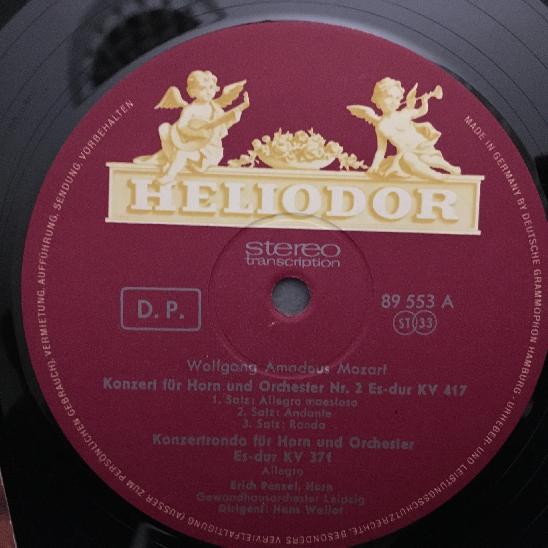 HELIODOR
stereo
transcription
D. P.
89 553 A
ST 33
Wolfgang Amadeus Mozart
Konzert für Horn und Orchester Nr. 2 Es-dur KV 417
1. Satz: Allegro maestoso
2. Satz: Andante
3. Satz: Rondo
Konzertrondo für Horn und Orchester
Es-dur KV 371
Allegro
Erich Penzel, Horn
Gewandhausorchester Leipzig
Dirigent: Hans
MADE IN GERMANY BY DEUTSCHE GRAMMOPHON HAMBURG · URHEBER- UND LEISTUNGSSCHUTZRECHTE, BESONDERS VERVIELFÄLTIGUNG (AUSSER ZUM PERSÖNLICHEN GEBRAUCH), VERMIETUNG, AUFFÜHRUNG, SENDUNG, VORBEHALTEN